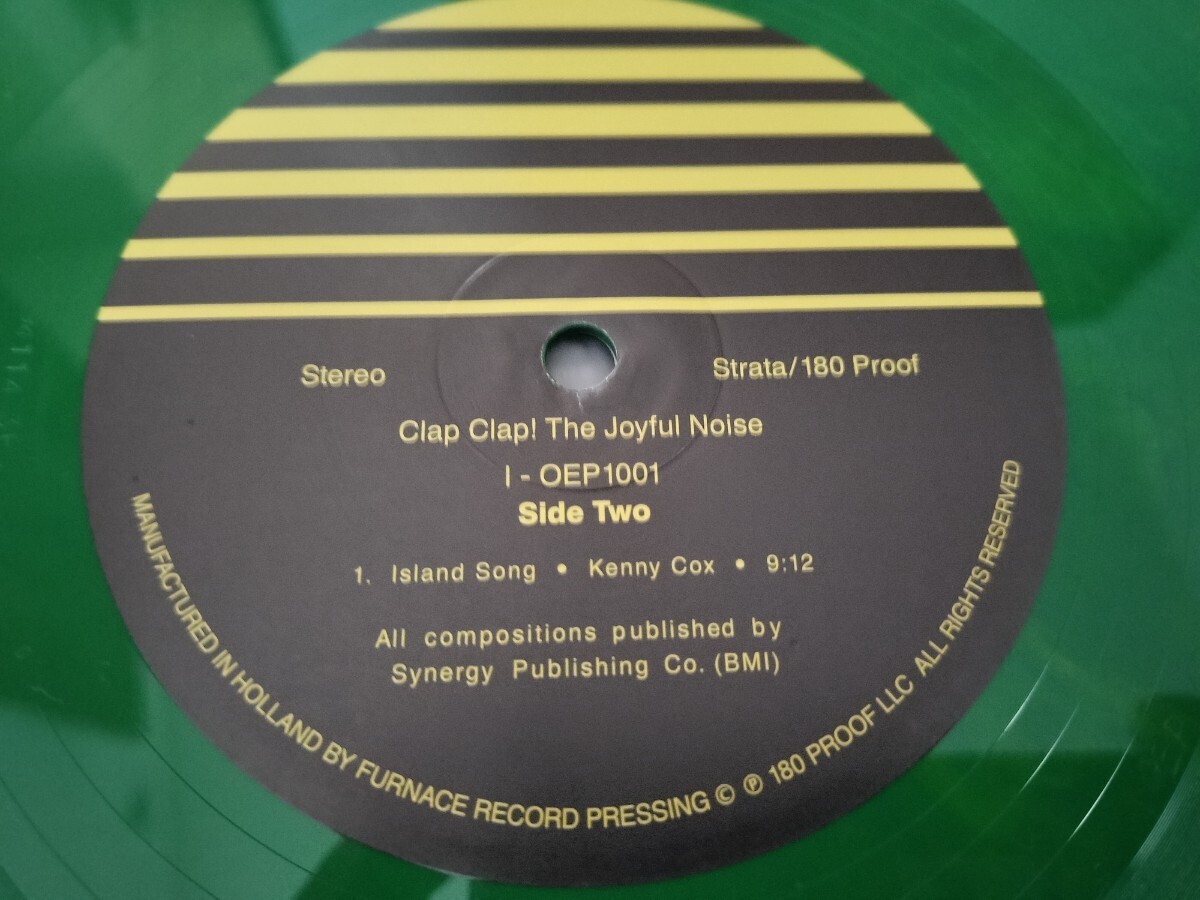 Stereo
Strata/180 Proof
Clap Clap! The Joyful Noise
I - OEP1001
Side Two
1. Island Song • Kenny Cox • 9:12
All compositions published by
Synergy Publishing Co. (BMI)
MANUFACTURED IN HOLLAND BY FURNACE RECORD PRESSING © ℗ 180 PROOF LLC ALL RIGHTS RESERVED